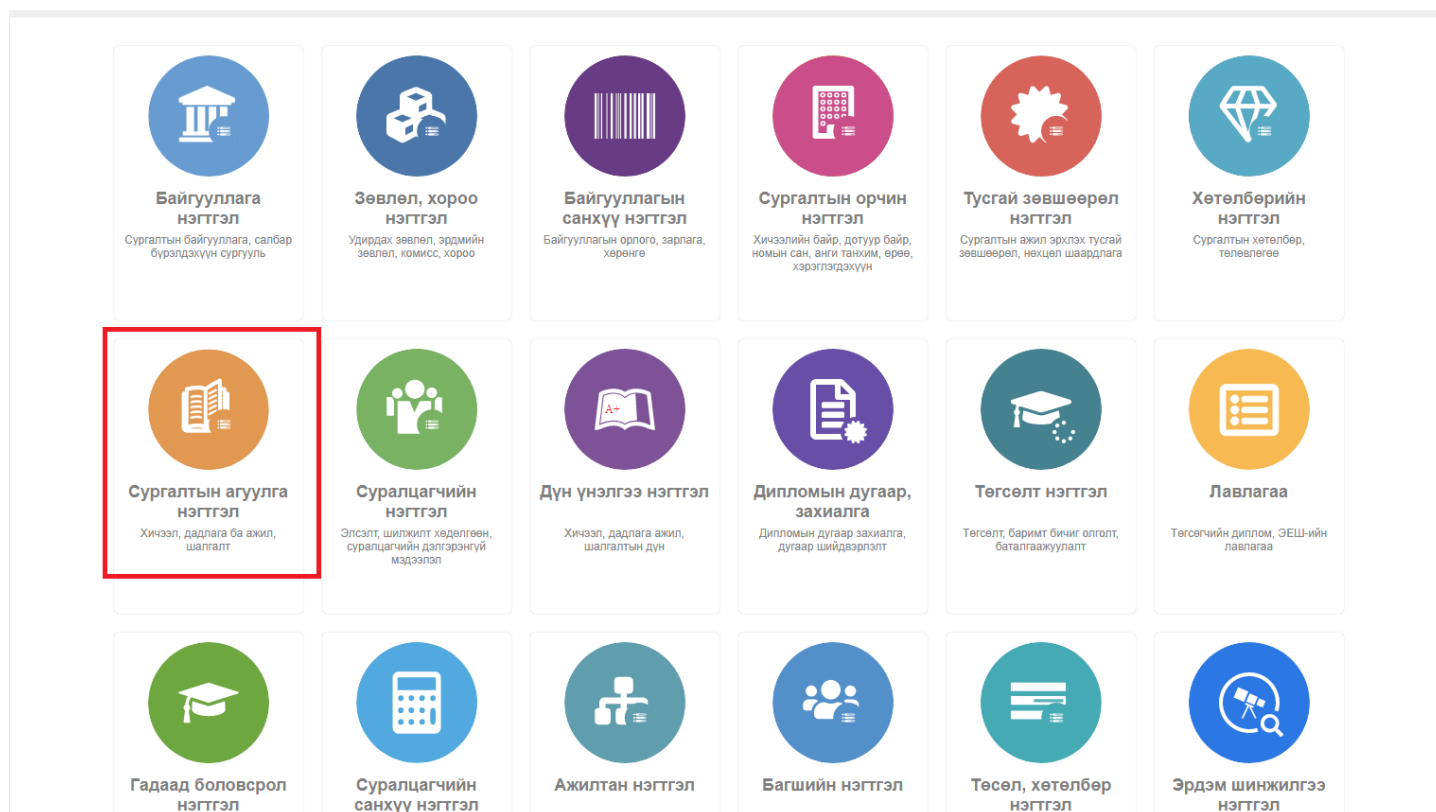 Байгууллага
нэгтгэл
Сургалтын байгууллага, салбар
бүрэлдэхүүн сургууль
Зөвлөл, хороо
нэгтгэл
Удирдах зөвлөл, эрдмийн
зөвлөл, комисс, хороо
Байгууллагын
санхүү нэгтгэл
Байгууллагын орлого, зарлага,
хөрөнгө
Сургалтын орчин
нэгтгэл
Хичээлийн байр, дотуур байр,
номын сан, анги танхим, өрөө,
хэрэглэгдэхүүн
Тусгай зөвшөөрөл
нэгтгэл
Сургалтын ажил эрхлэх тусгай
зөвшөөрөл, нөхцөл шаардлага
Хөтөлбөрийн
нэгтгэл
Сургалтын хөтөлбөр,
төлөвлөгөө
Сургалтын агуулга
нэгтгэл
Хичээл, дадлага ба ажил,
шалгалт
Суралцагчийн
нэгтгэл
Элсэлт, шилжилт хөдөлгөөн,
суралцагчийн дэлгэрэнгүй
мэдээлэл
A+
Дүн үнэлгээ нэгтгэл
Хичээл, дадлага ажил,
шалгалтын дүн
Дипломын дугаар,
захиалга
Дипломын дугаар захиалга,
дугаар шийдвэрлэлт
Төгсөлт нэгтгэл
Төгсөлт, баримт бичиг олголт,
баталгаажуулалт
Лавлагаа
Төгсөгчийн диплом, ЭЕШ-ийн
лавлагаа
Гадаад боловсрол
нэгтгэл
Суралцагчийн
санхүү нэгтгэл
Ажилтан нэгтгэл
Багшийн нэгтгэл
Төсөл, хөтөлбөр
нэгтгэл
Эрдэм шинжилгээ
нэгтгэл